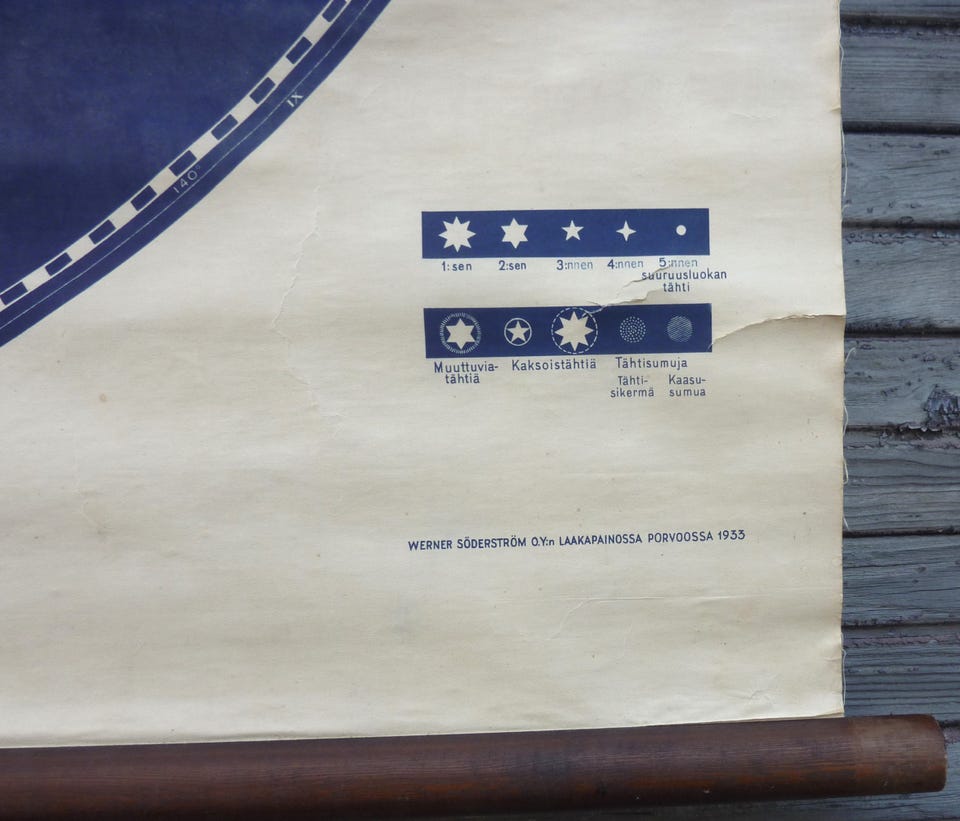 IX
140°
1:sen 2:sen 3:nnen 4:nnen 5:nnen
suuruusluokan
tähti
Muuttuvia- Kaksoistähtiä Tähtisumuja
tähtiä Tähti- Kaasu-
sikermä sumua
WERNER SÖDERSTRÖM O.Y:n LAAKAPAINOSSA PORVOOSSA 1933